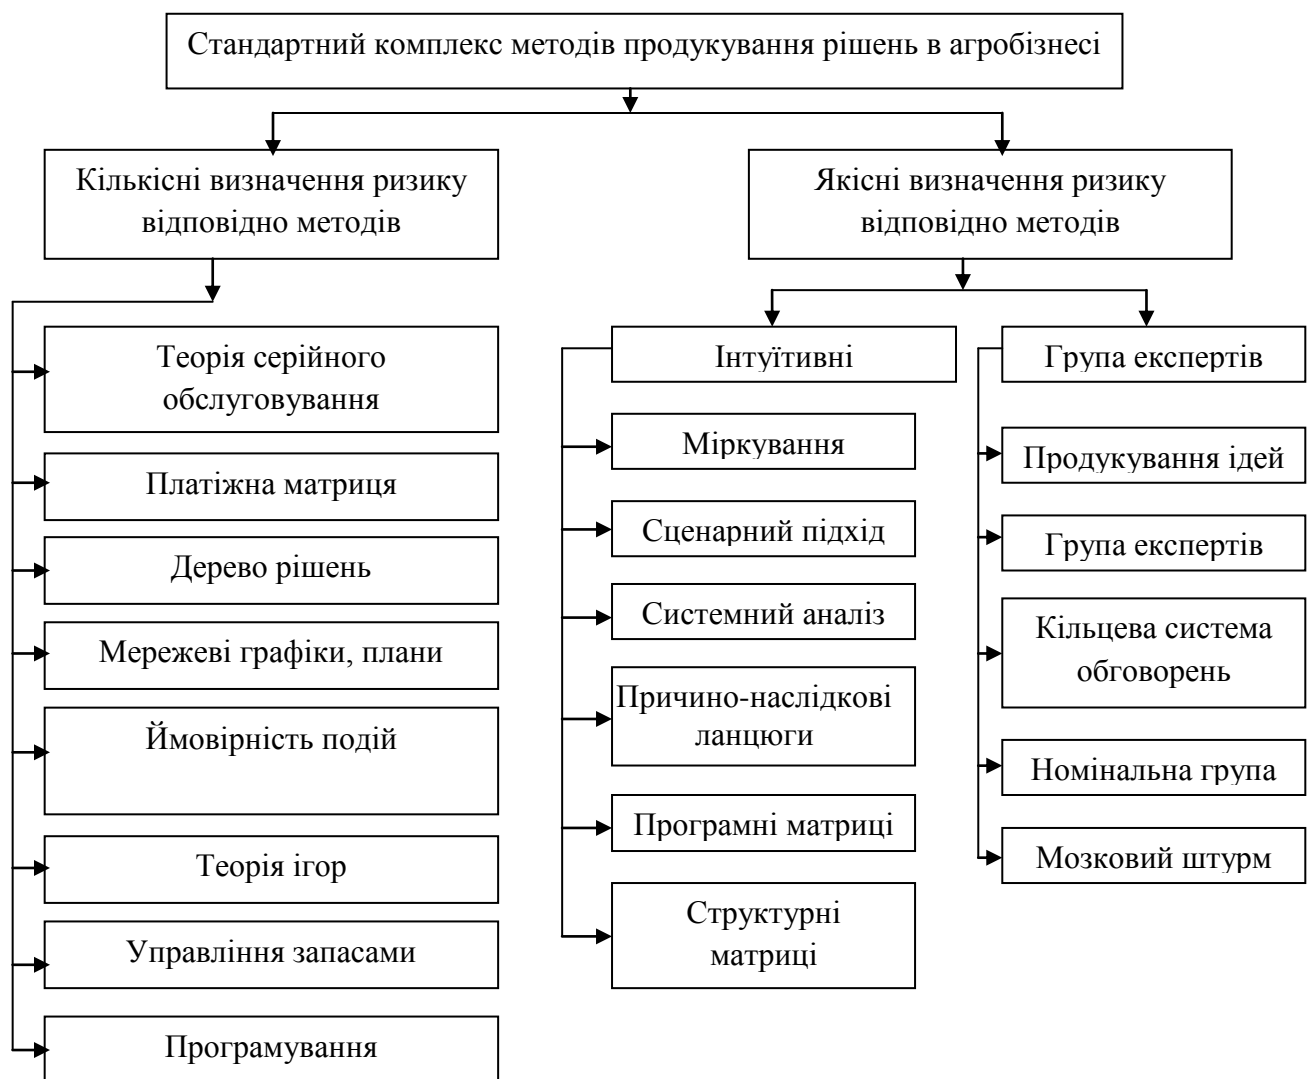 Стандартний комплекс методів продукування рішень в агробізнесі
Кількісні визначення ризику
відповідно методів
Якісні визначення ризику
відповідно методів
Теорія серійного
обслуговування
Платіжна матриця
Дерево рішень
Мережеві графіки, плани
Ймовірність подій
Теорія ігор
Управління запасами
Програмування
Інтуїтивні
Міркування
Сценарний підхід
Системний аналіз
Причино-наслідкові
ланцюги
Програмні матриці
Структурні
матриці
Група експертів
Продукування ідей
Група експертів
Кільцева система
обговорень
Номінальна група
Мозковий штурм